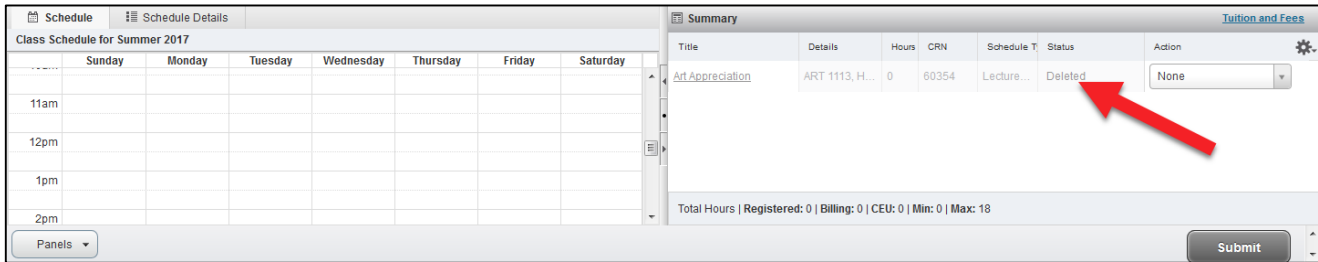 Schedule
Schedule Details
Class Schedule for Summer 2017
Sunday Monday Tuesday Wednesday Thursday Friday Saturday
11am
12pm
1pm
2pm
Summary
Tuition and Fees
Title Details Hours CRN Schedule T Status Action
Art Appreciation ART 1113, H... 0 60354 Lecture... Deleted None
Total Hours | Registered: 0 | Billing: 0 | CEU: 0 | Min: 0 | Max: 18
Panels
Submit